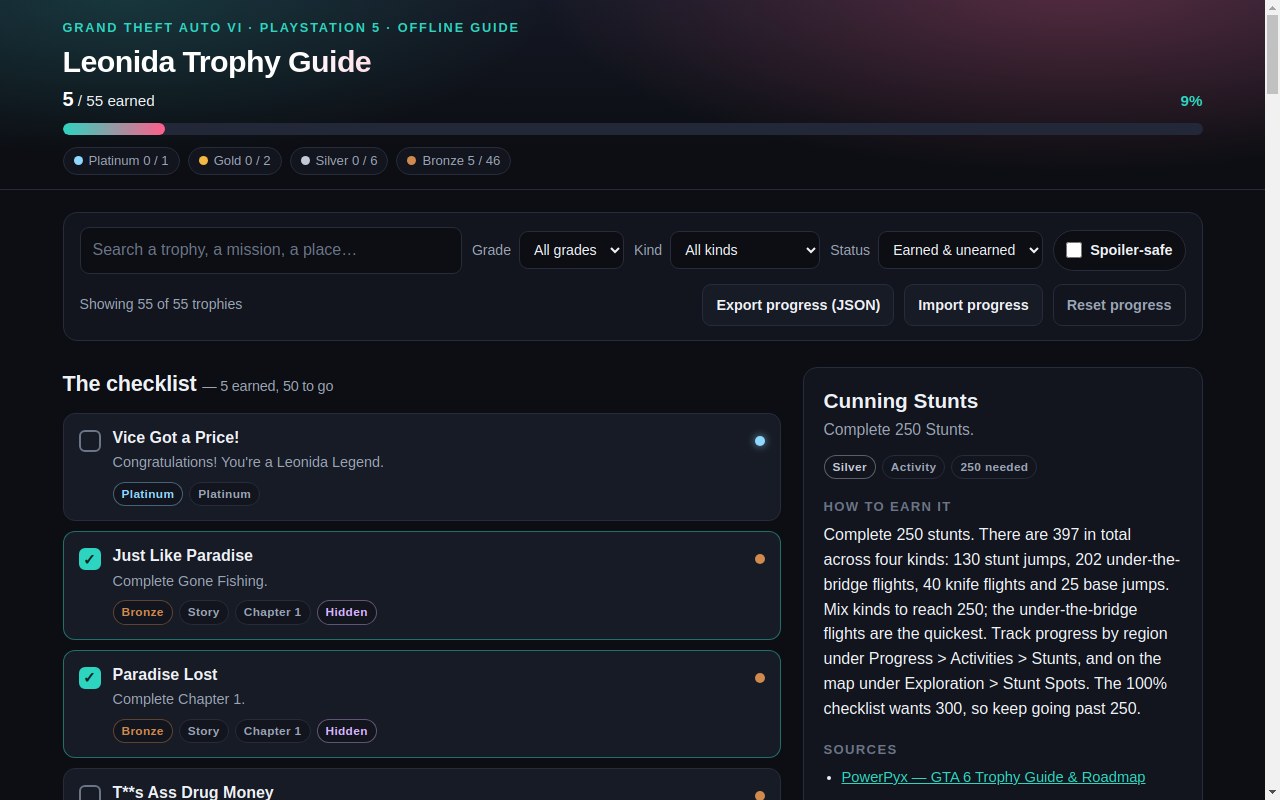 GRAND THEFT AUTO VI · PLAYSTATION 5 · OFFLINE GUIDE
Leonida Trophy Guide
5 / 55 earned
9%
Platinum 0 / 1
Gold 0 / 2
Silver 0 / 6
Bronze 5 / 46
Search a trophy, a mission, a place…
Grade
All grades
Kind
All kinds
Status
Earned & unearned
Spoiler-safe
Showing 55 of 55 trophies
Export progress (JSON)
Import progress
Reset progress
The checklist — 5 earned, 50 to go
Vice Got a Price!
Congratulations! You're a Leonida Legend.
Platinum
Platinum
Just Like Paradise
Complete Gone Fishing.
Bronze
Story
Chapter 1
Hidden
Paradise Lost
Complete Chapter 1.
Bronze
Story
Chapter 1
Hidden
T**s Ass Drug Money
Cunning Stunts
Complete 250 Stunts.
Silver
Activity
250 needed
HOW TO EARN IT
Complete 250 stunts. There are 397 in total
across four kinds: 130 stunt jumps, 202 under-the-
bridge flights, 40 knife flights and 25 base jumps.
Mix kinds to reach 250; the under-the-bridge
flights are the quickest. Track progress by region
under Progress > Activities > Stunts, and on the
map under Exploration > Stunt Spots. The 100%
checklist wants 300, so keep going past 250.
SOURCES
• PowerPyx — GTA 6 Trophy Guide & Roadmap